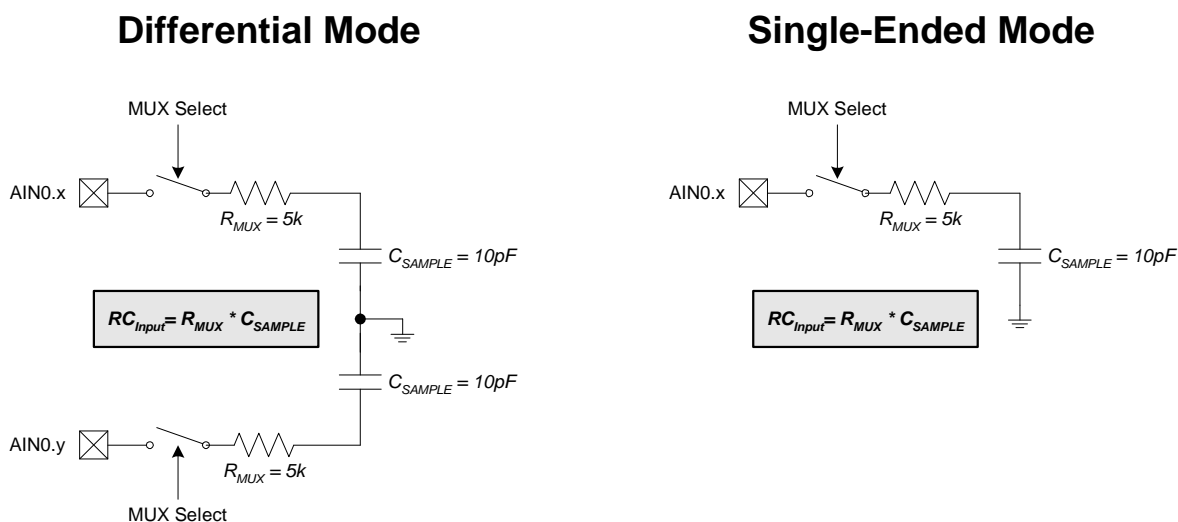 Differential Mode
MUX Select
AIN0.x
R_MUX = 5k
C_SAMPLE = 10pF
RC_Input= R_MUX * C_SAMPLE
C_SAMPLE = 10pF
AIN0.y
R_MUX = 5k
MUX Select
Single-Ended Mode
MUX Select
AIN0.x
R_MUX = 5k
C_SAMPLE = 10pF
RC_Input= R_MUX * C_SAMPLE